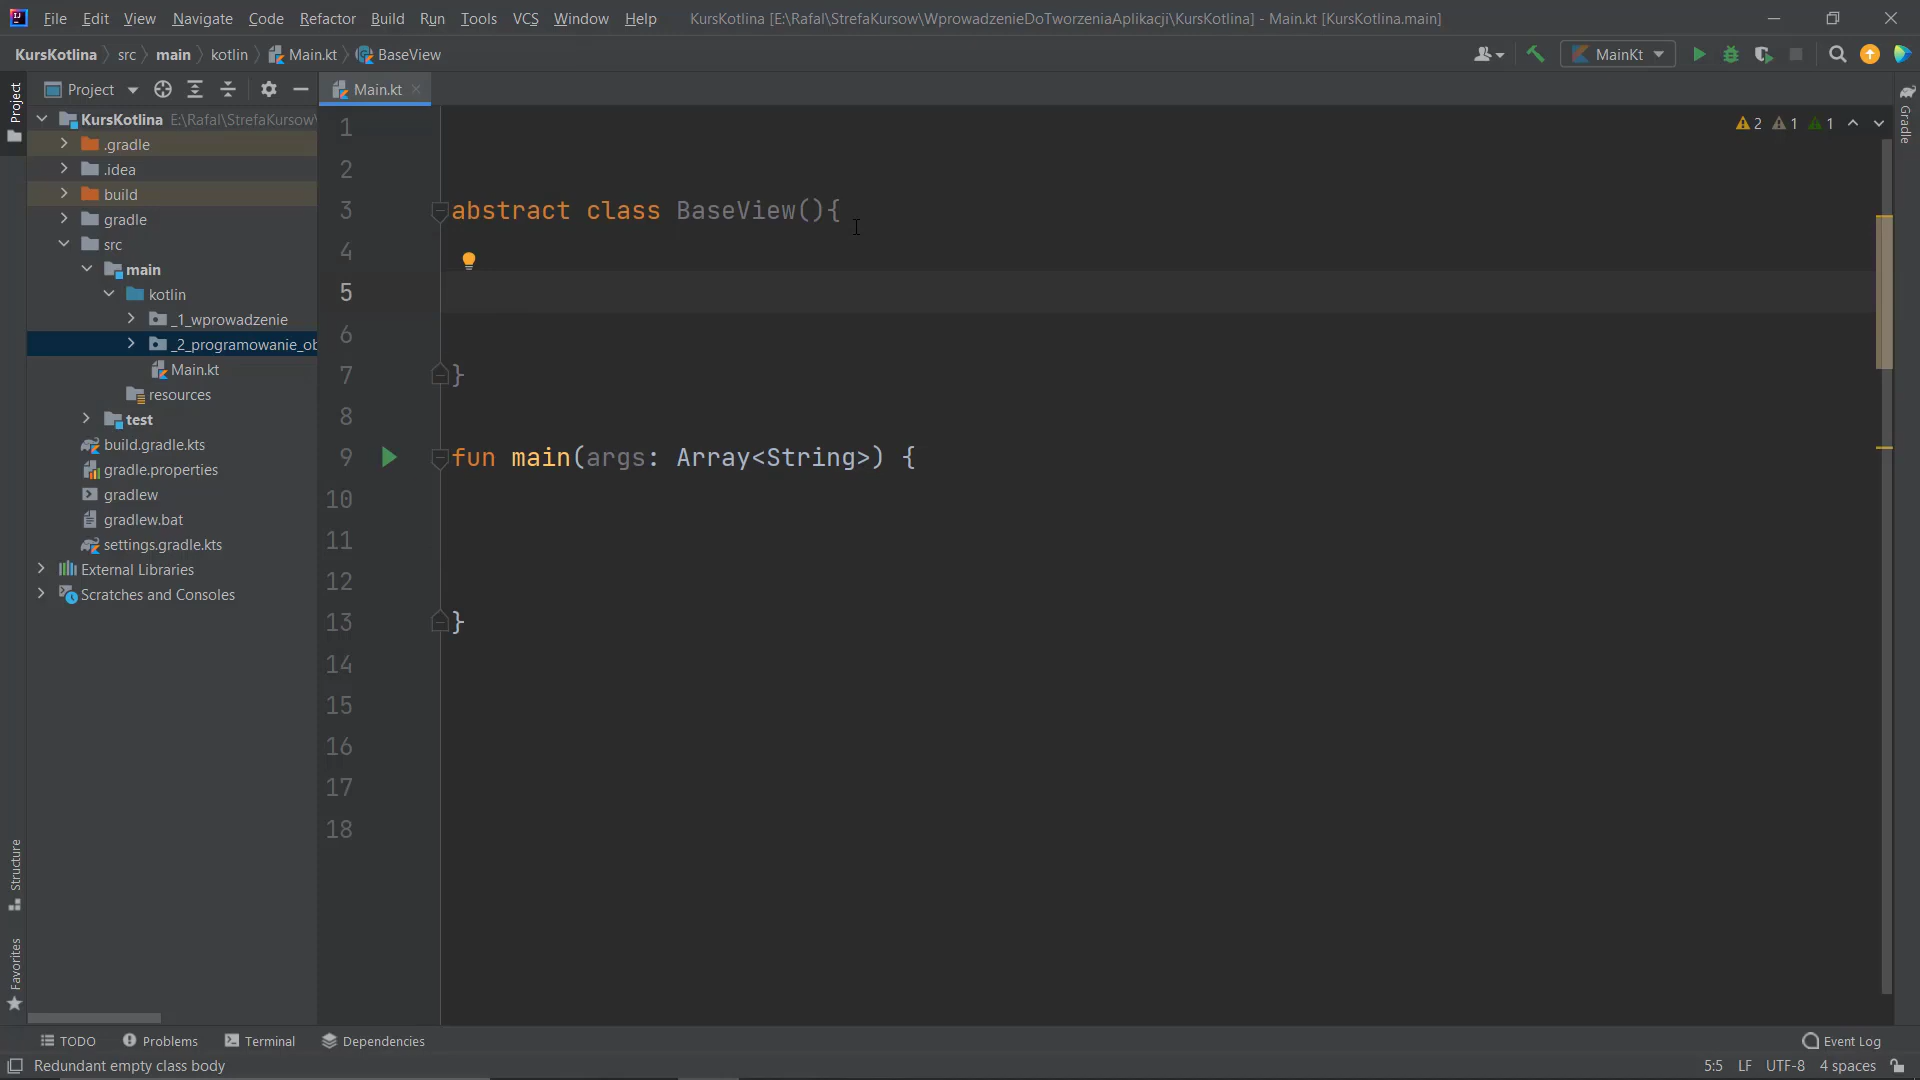 File Edit View Navigate Code Refactor Build Run Tools VCS Window Help KursKotlina [E:\Rafal\StrefaKursow\WprowadzenieDoTworzeniaAplikacji\KursKotlina] - Main.kt [KursKotlina.main]
KursKotlina src main kotlin Main.kt BaseView MainKt
Project Main.kt
Project
KursKotlina E:\Rafal\StrefaKursow\
.gradle
.idea
build
gradle
src
main
kotlin
_1_wprowadzenie
_2_programowanie_ob
Main.kt
resources
test
build.gradle.kts
gradle.properties
gradlew
gradlew.bat
settings.gradle.kts
External Libraries
Scratches and Consoles
Structure
Favorites
1
2
3 abstract class BaseView(){
4
5
6
7 }
8
9 fun main(args: Array<String>) {
10
11
12
13 }
14
15
16
17
18
2 1 1
Gradle
TODO Problems Terminal Dependencies Event Log
Redundant empty class body 5:5 LF UTF-8 4 spaces